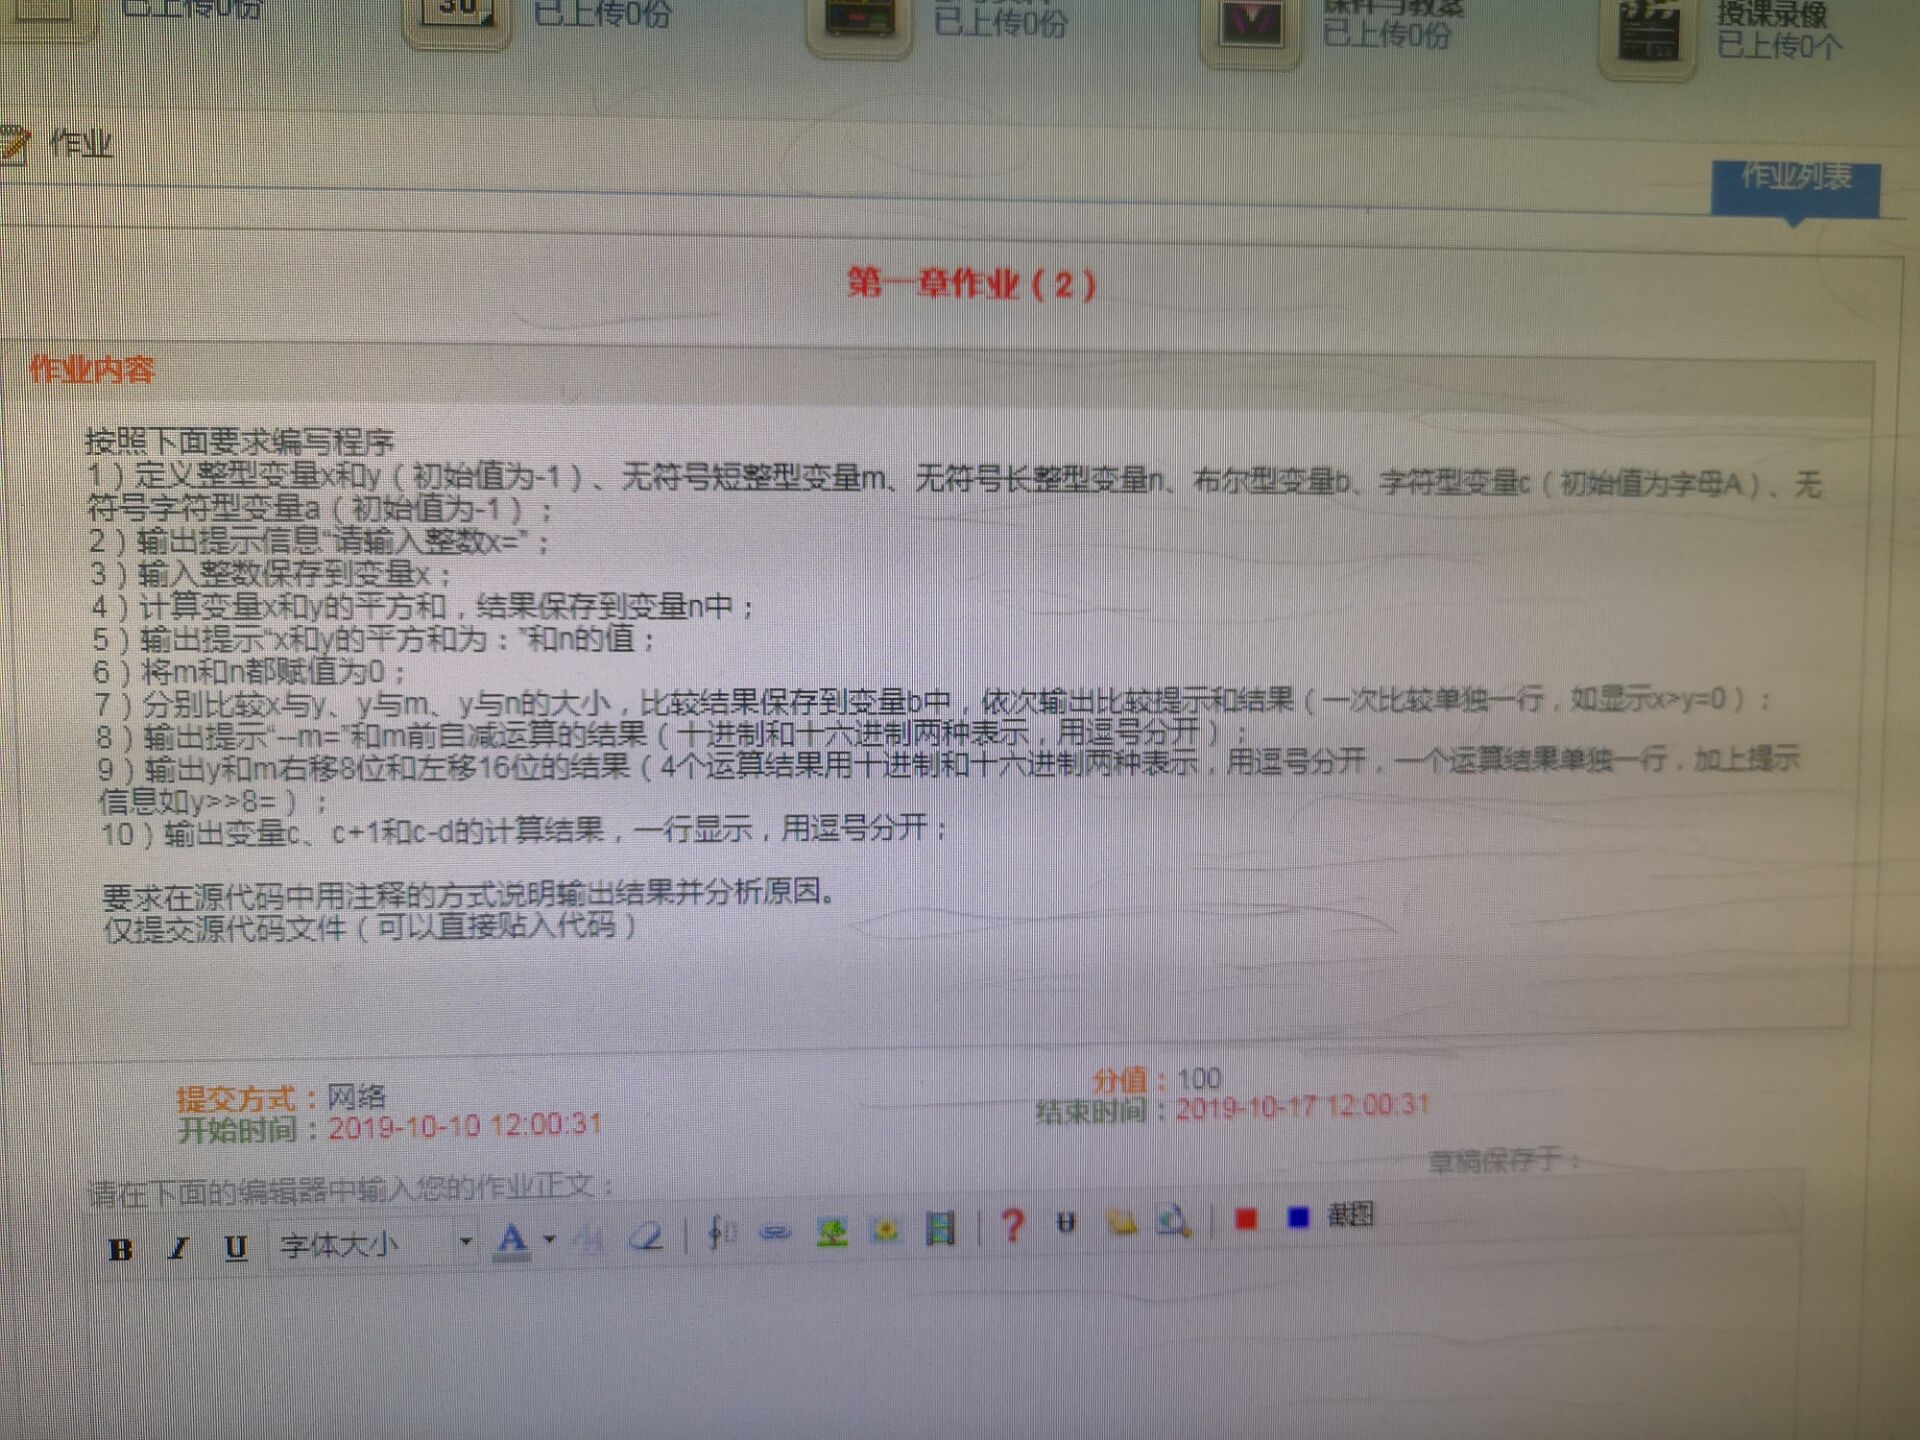 已上传0份
30
已上传0份
已上传0份
课件与教案
已上传0份
授课录像
已上传0个
作业
作业列表
第一章作业（2）
作业内容
按照下面要求编写程序
1）定义整型变量x和y（初始值为-1）、无符号短整型变量m、无符号长整型变量n、布尔型变量b、字符型变量c（初始值为字母A）、无
符号字符型变量a（初始值为-1）；
2）输出提示信息“请输入整数x=”；
3）输入整数保存到变量x；
4）计算变量x和y的平方和，结果保存到变量n中；
5）输出提示“x和y的平方和为：”和n的值；
6）将m和n都赋值为0；
7）分别比较x与y、y与m、y与n的大小，比较结果保存到变量b中，依次输出比较提示和结果（一次比较单独一行，如显示x>y=0）；
8）输出提示“--m=”和m前自减运算的结果（十进制和十六进制两种表示，用逗号分开）；
9）输出y和m右移8位和左移16位的结果（4个运算结果用十进制和十六进制两种表示，用逗号分开，一个运算结果单独一行，加上提示
信息如y>>8=）；
10）输出变量c、c+1和c-d的计算结果，一行显示，用逗号分开；
要求在源代码中用注释的方式说明输出结果并分析原因。
仅提交源代码文件（可以直接贴入代码）
提交方式：网络
分值：100
开始时间：2019-10-10 12:00:31
结束时间：2019-10-17 12:00:31
草稿保存于：
请在下面的编辑器中输入您的作业正文：
B I U 字体大小 A 截图